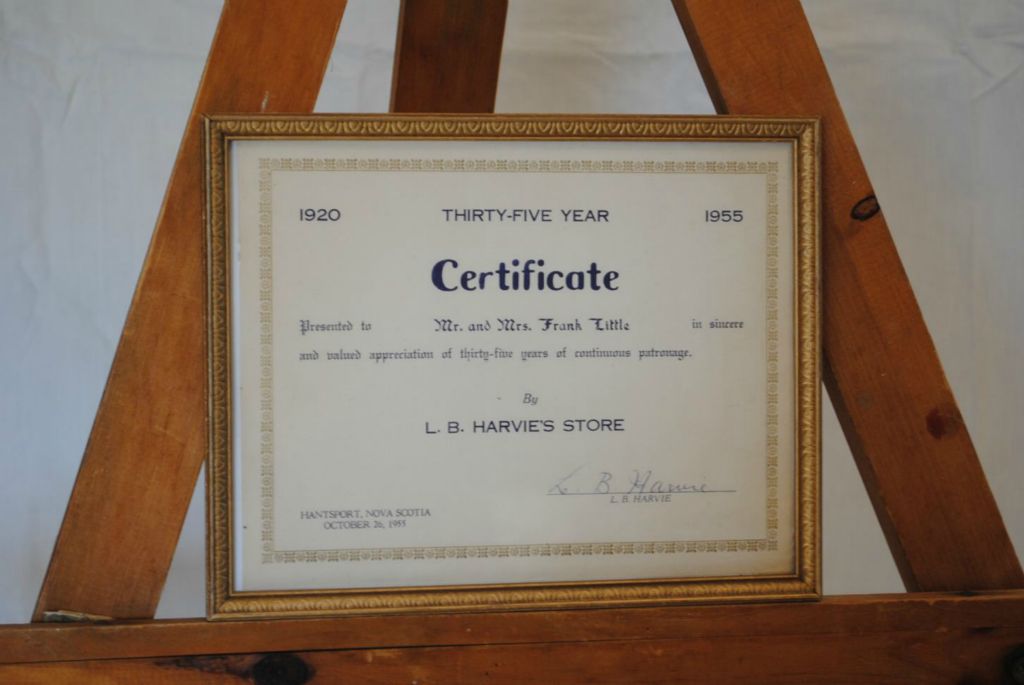 1920 THIRTY-FIVE YEAR 1955
Certificate
Presented to Mr. and Mrs. Frank Little in sincere
and valued appreciation of thirty-five years of continuous patronage.
By
L. B. HARVIE'S STORE
L. B. Harvie
L. B. HARVIE
HANTSPORT, NOVA SCOTIA
OCTOBER 26, 1955